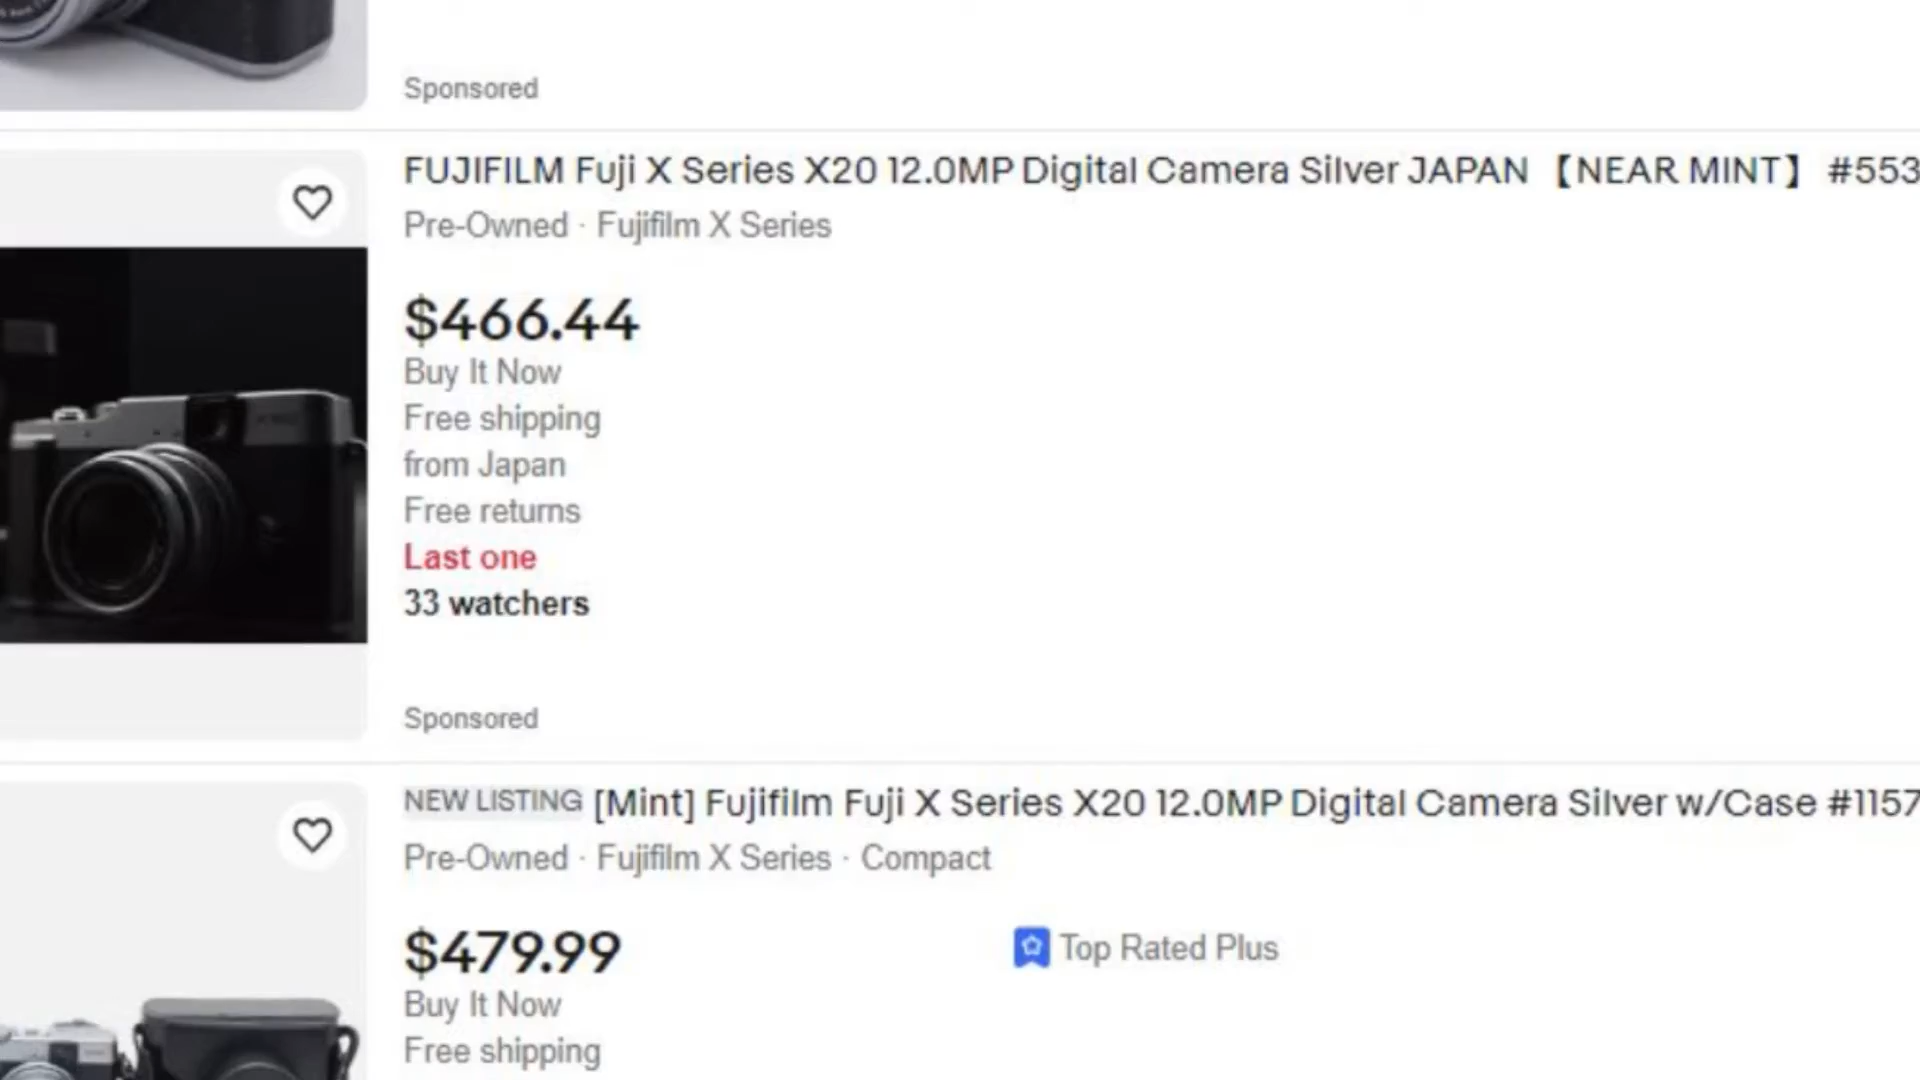 Sponsored
FUJIFILM Fuji X Series X20 12.0MP Digital Camera Silver JAPAN 【NEAR MINT】 #553
Pre-Owned · Fujifilm X Series
$466.44
Buy It Now
Free shipping
from Japan
Free returns
Last one
33 watchers
Sponsored
NEW LISTING [Mint] Fujifilm Fuji X Series X20 12.0MP Digital Camera Silver w/Case #1157
Pre-Owned · Fujifilm X Series · Compact
$479.99
Top Rated Plus
Buy It Now
Free shipping